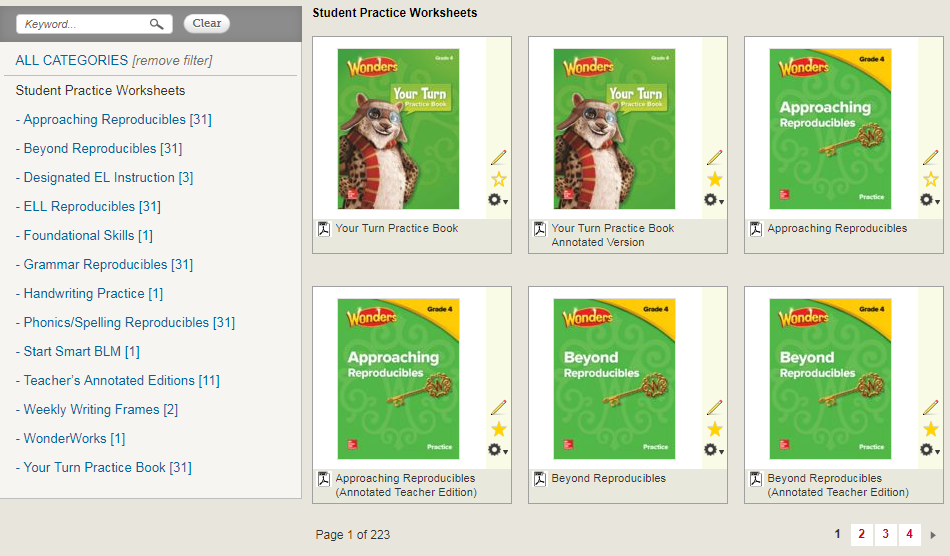 Keyword...
Clear
ALL CATEGORIES [remove filter]
Student Practice Worksheets
- Approaching Reproducibles [31]
- Beyond Reproducibles [31]
- Designated EL Instruction [3]
- ELL Reproducibles [31]
- Foundational Skills [1]
- Grammar Reproducibles [31]
- Handwriting Practice [1]
- Phonics/Spelling Reproducibles [31]
- Start Smart BLM [1]
- Teacher's Annotated Editions [11]
- Weekly Writing Frames [2]
- WonderWorks [1]
- Your Turn Practice Book [31]
Student Practice Worksheets
Wonders
Grade 4
Your Turn
Practice Book
Your Turn Practice Book
Wonders
Grade 4
Your Turn
Practice Book
Your Turn Practice Book
Annotated Version
Wonders
Grade 4
Approaching
Reproducibles
Practice
Approaching Reproducibles
Wonders
Grade 4
Approaching
Reproducibles
Practice
Approaching Reproducibles
(Annotated Teacher Edition)
Wonders
Grade 4
Beyond
Reproducibles
Practice
Beyond Reproducibles
Wonders
Grade 4
Beyond
Reproducibles
Practice
Beyond Reproducibles
(Annotated Teacher Edition)
Page 1 of 223
1 2 3 4